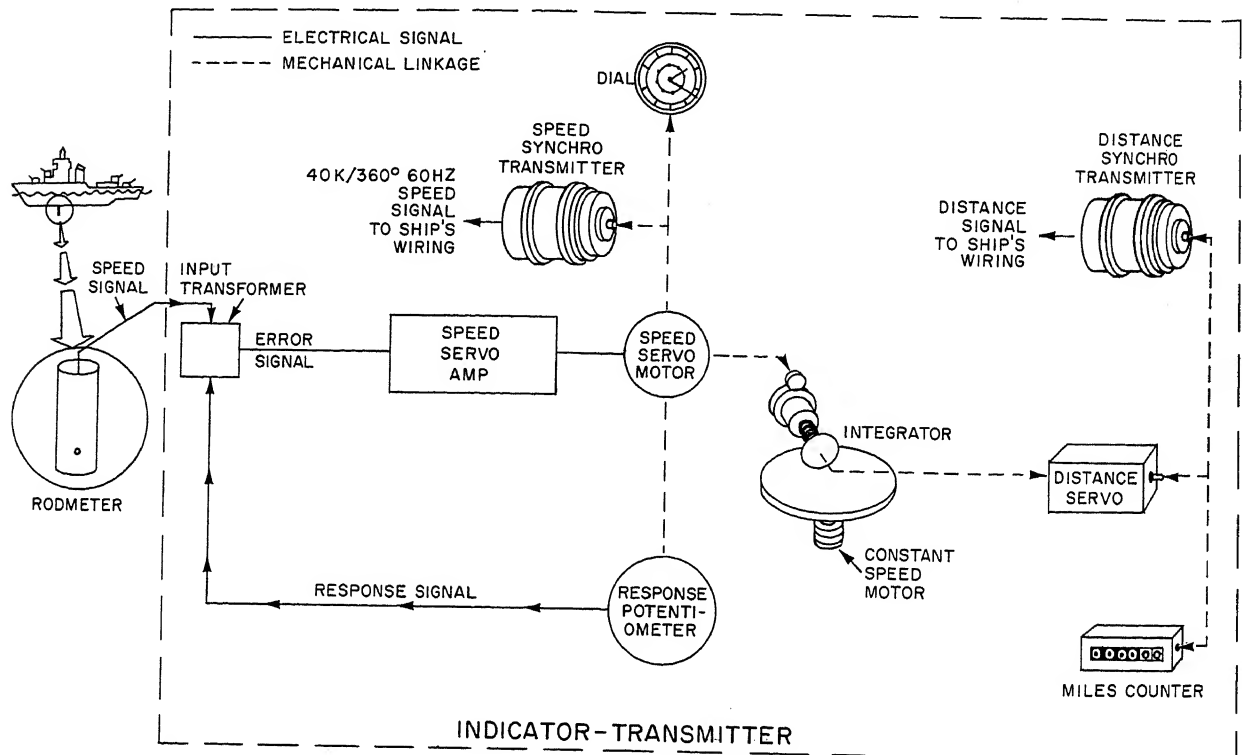 ELECTRICAL SIGNAL
MECHANICAL LINKAGE
DIAL
SPEED
SYNCHRO
TRANSMITTER
40K/360° 60HZ
SPEED
SIGNAL
TO SHIP'S
WIRING
DISTANCE
SYNCHRO
TRANSMITTER
DISTANCE
SIGNAL
TO SHIP'S
WIRING
SPEED
SIGNAL
INPUT
TRANSFORMER
ERROR
SIGNAL
SPEED
SERVO
AMP
SPEED
SERVO
MOTOR
INTEGRATOR
DISTANCE
SERVO
RODMETER
CONSTANT
SPEED
MOTOR
RESPONSE SIGNAL
RESPONSE
POTENTI-
OMETER
000000
MILES COUNTER
INDICATOR-TRANSMITTER